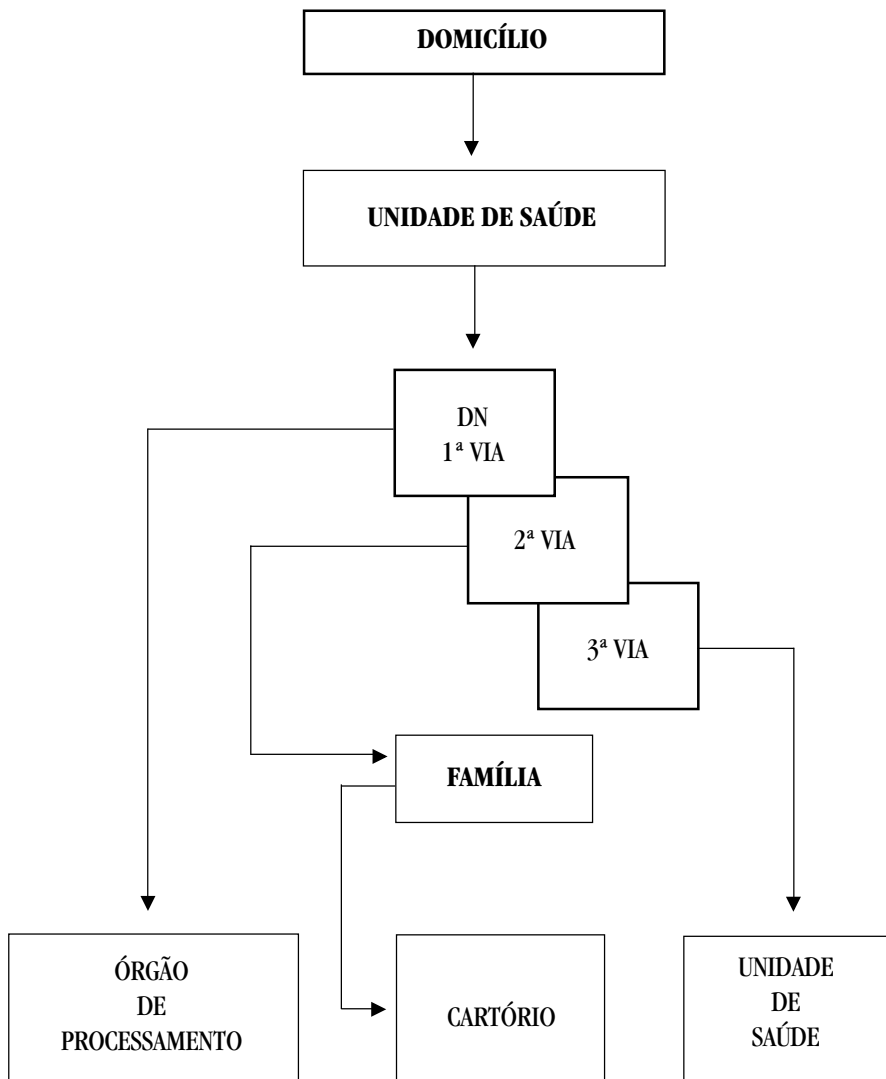 DOMICÍLIO
UNIDADE DE SAÚDE
DN
1ª VIA
2ª VIA
3ª VIA
FAMÍLIA
ÓRGÃO
DE
PROCESSAMENTO
CARTÓRIO
UNIDADE
DE
SAÚDE